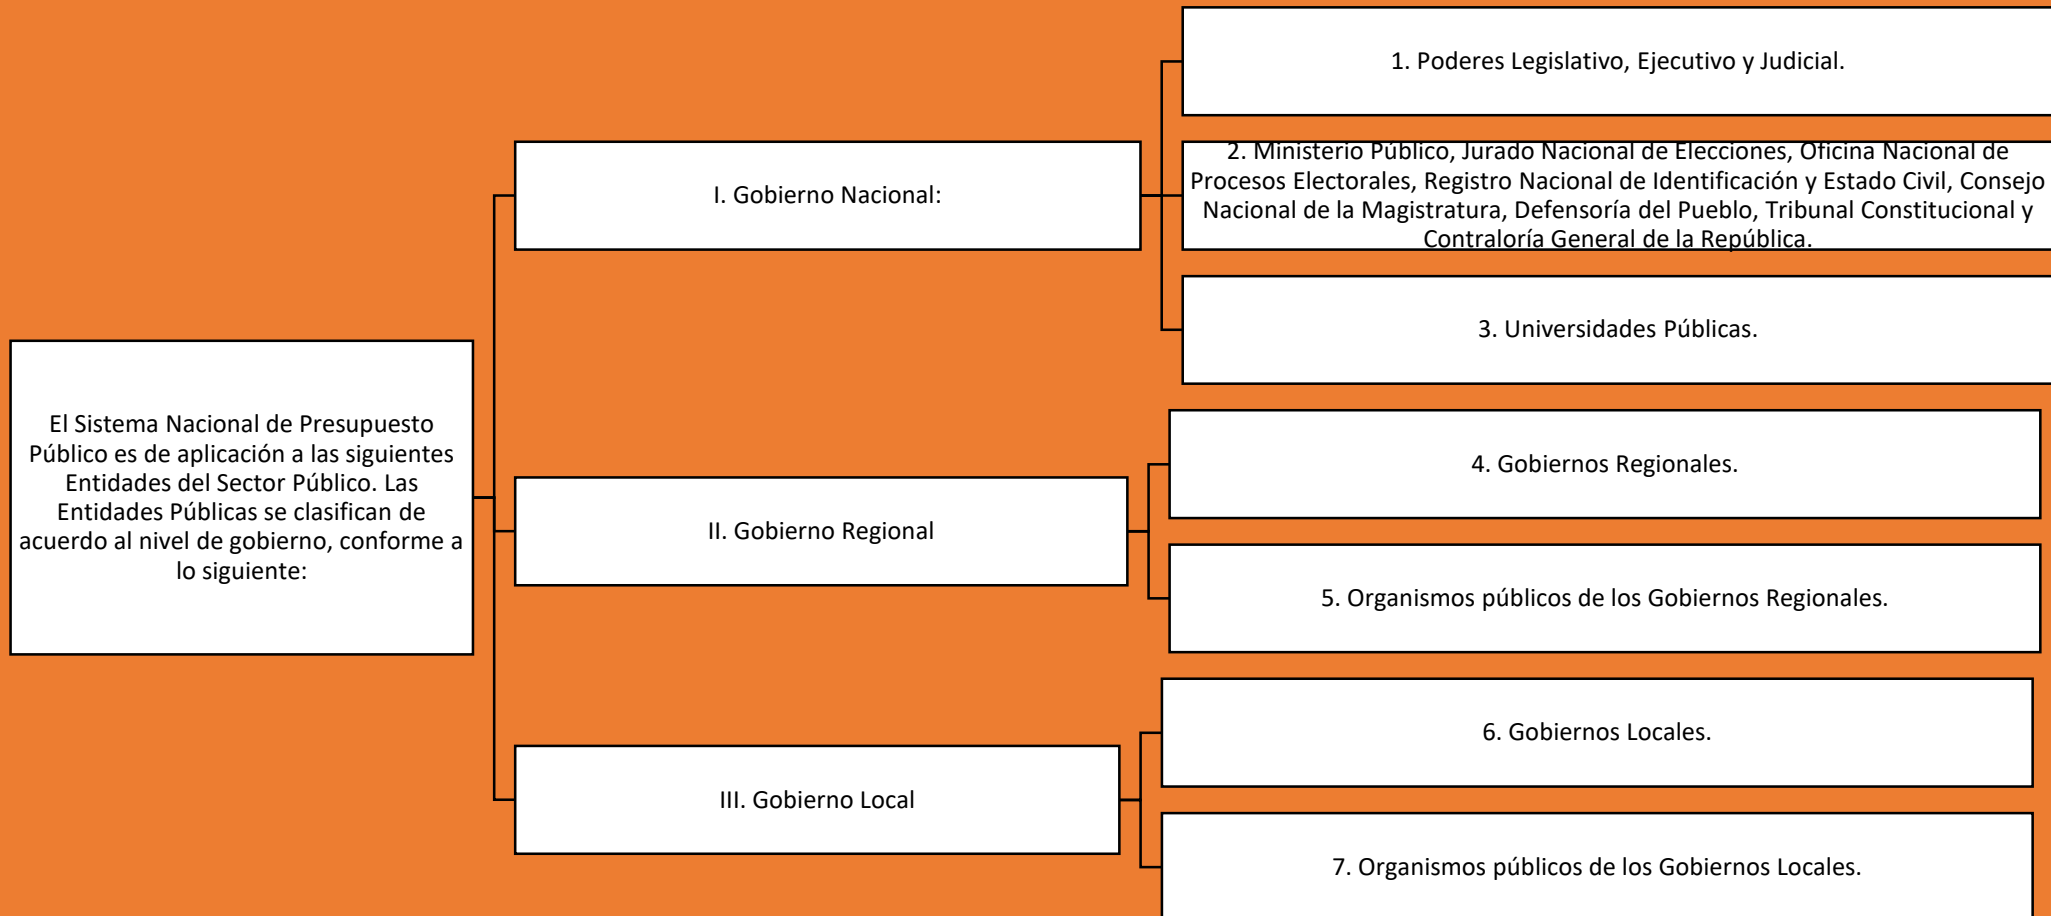 El Sistema Nacional de Presupuesto
Público es de aplicación a las siguientes
Entidades del Sector Público. Las
Entidades Públicas se clasifican de
acuerdo al nivel de gobierno, conforme a
lo siguiente:
I. Gobierno Nacional:
1. Poderes Legislativo, Ejecutivo y Judicial.
2. Ministerio Público, Jurado Nacional de Elecciones, Oficina Nacional de
Procesos Electorales, Registro Nacional de Identificación y Estado Civil, Consejo
Nacional de la Magistratura, Defensoría del Pueblo, Tribunal Constitucional y
Contraloría General de la República.
3. Universidades Públicas.
II. Gobierno Regional
4. Gobiernos Regionales.
5. Organismos públicos de los Gobiernos Regionales.
III. Gobierno Local
6. Gobiernos Locales.
7. Organismos públicos de los Gobiernos Locales.